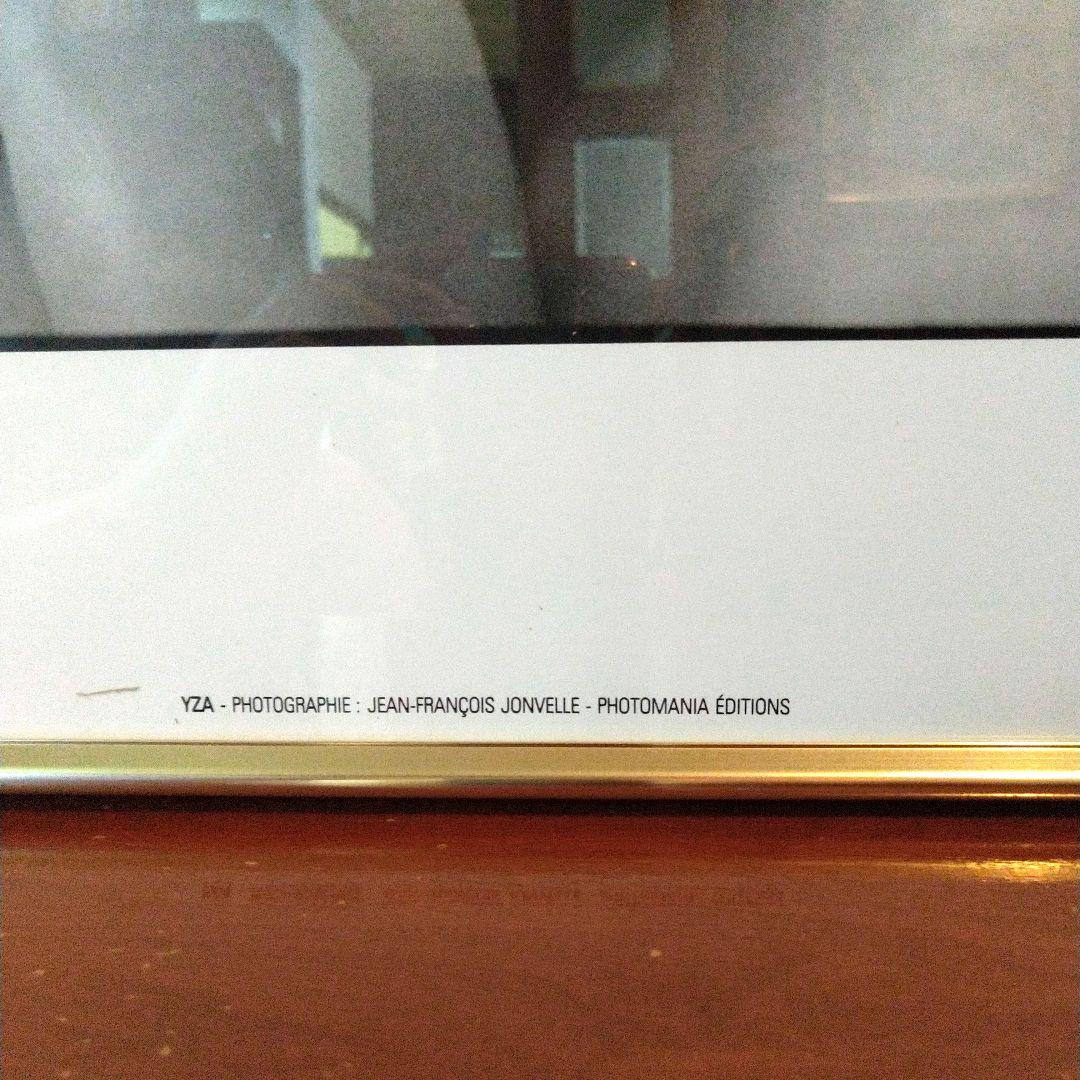 YZA - PHOTOGRAPHIE : JEAN-FRANÇOIS JONVELLE - PHOTOMANIA ÉDITIONS